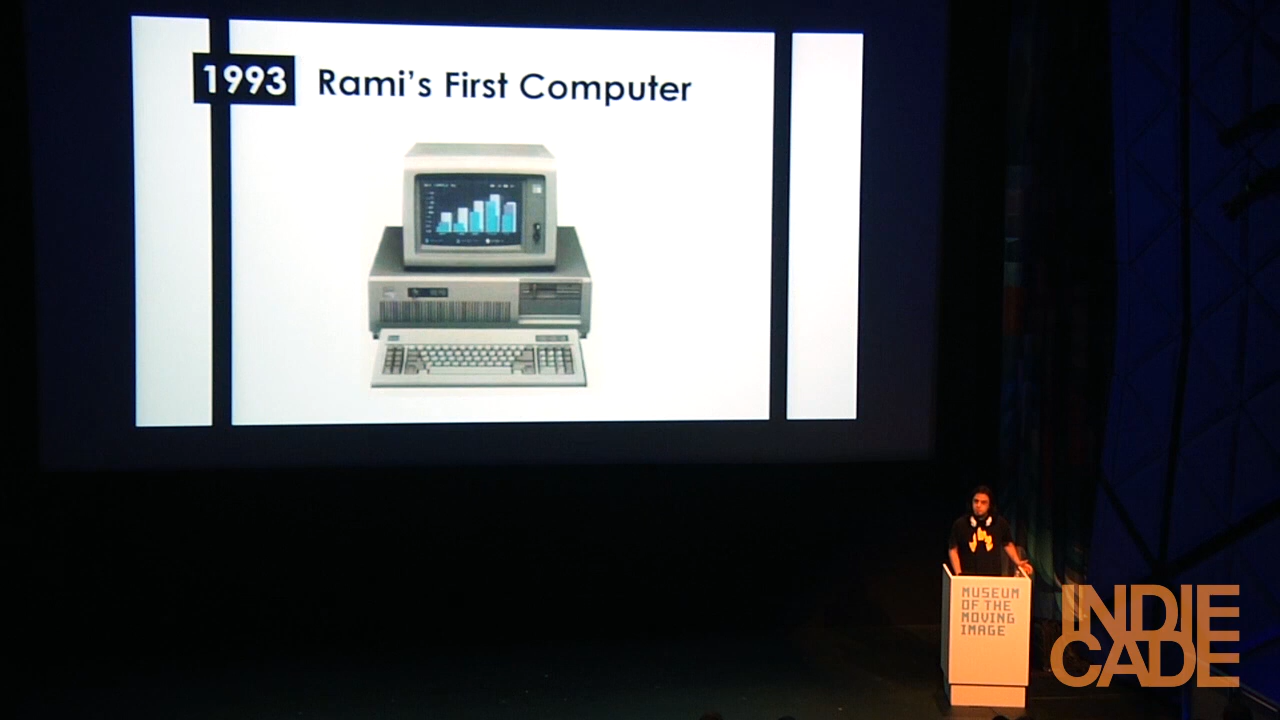 1993 Rami's First Computer
MUSEUM
OF THE
MOVING
IMAGE
INDIE
CADE